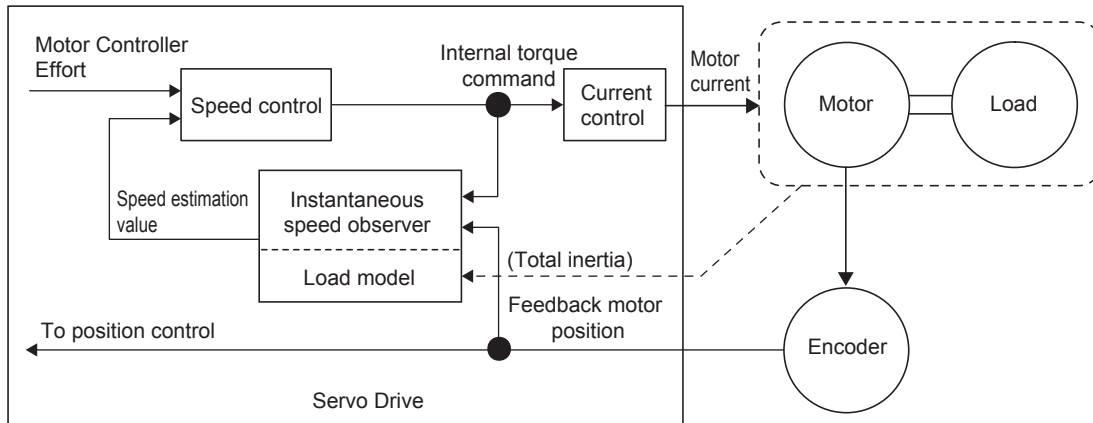 Motor Controller
Effort
Speed control
Internal torque
command
Current
control
Motor
current
Motor
Load
Speed estimation
value
Instantaneous
speed observer
Load model
(Total inertia)
Feedback motor
position
To position control
Encoder
Servo Drive